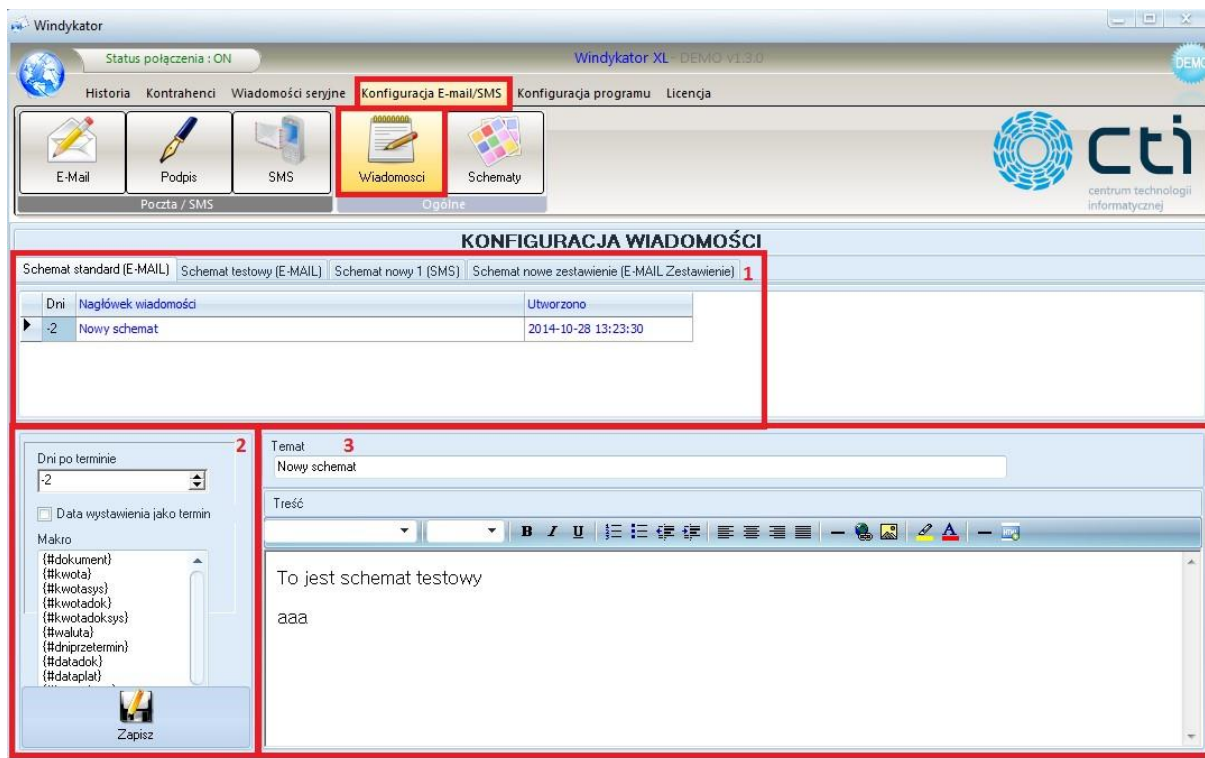 Windykator
Status połączenia : ON
Windykator XL - DEMO v1.3.0
DEMO
Historia Kontrahenci Wiadomości seryjne Konfiguracja E-mail/SMS Konfiguracja programu Licencja
E-Mail Podpis SMS Wiadomosci Schematy
Poczta / SMS Ogólne
cti
centrum technologii
informatycznej
KONFIGURACJA WIADOMOŚCI
Schemat standard (E-MAIL) Schemat testowy (E-MAIL) Schemat nowy 1 (SMS) Schemat nowe zestawienie (E-MAIL Zestawienie) 1
Dni Nagłówek wiadomości Utworzono
-2 Nowy schemat 2014-10-28 13:23:30
2
Dni po terminie
-2
Data wystawienia jako termin
Makro
{#dokument}
{#kwota}
{#kwotasys}
{#kwotadok}
{#kwotadoksys}
{#waluta}
{#dniprzetermin}
{#datadok}
{#dataplat}
Zapisz
Temat 3
Nowy schemat
Treść
B I U
To jest schemat testowy
aaa